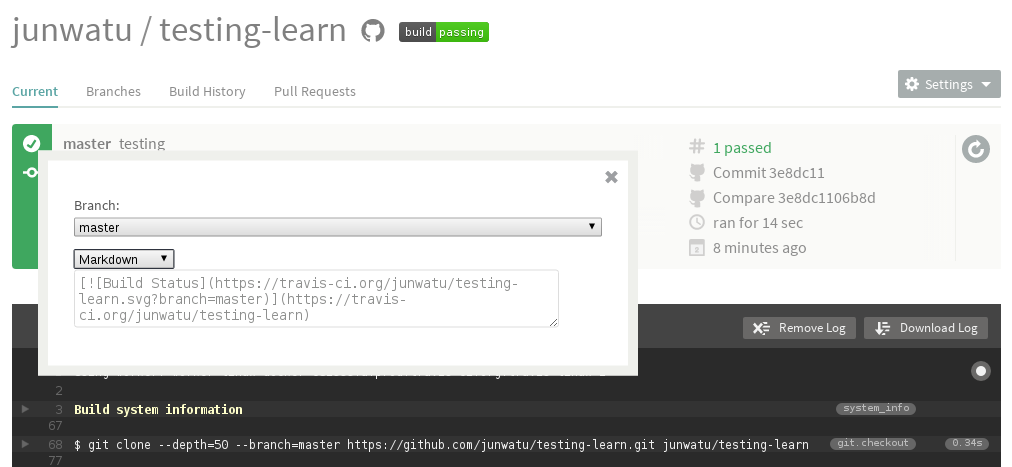 junwatu / testing-learn build passing
Current Branches Build History Pull Requests
Settings
master testing
1 passed
Commit 3e8dc11
Compare 3e8dc1106b8d
ran for 14 sec
8 minutes ago
Branch:
master
Markdown
[![Build Status](https://travis-ci.org/junwatu/testing-
learn.svg?branch=master)](https://travis-
ci.org/junwatu/testing-learn)
Remove Log Download Log
2
3 Build system information system_info
67
68 $ git clone --depth=50 --branch=master https://github.com/junwatu/testing-learn.git junwatu/testing-learn git.checkout 0.34s
77